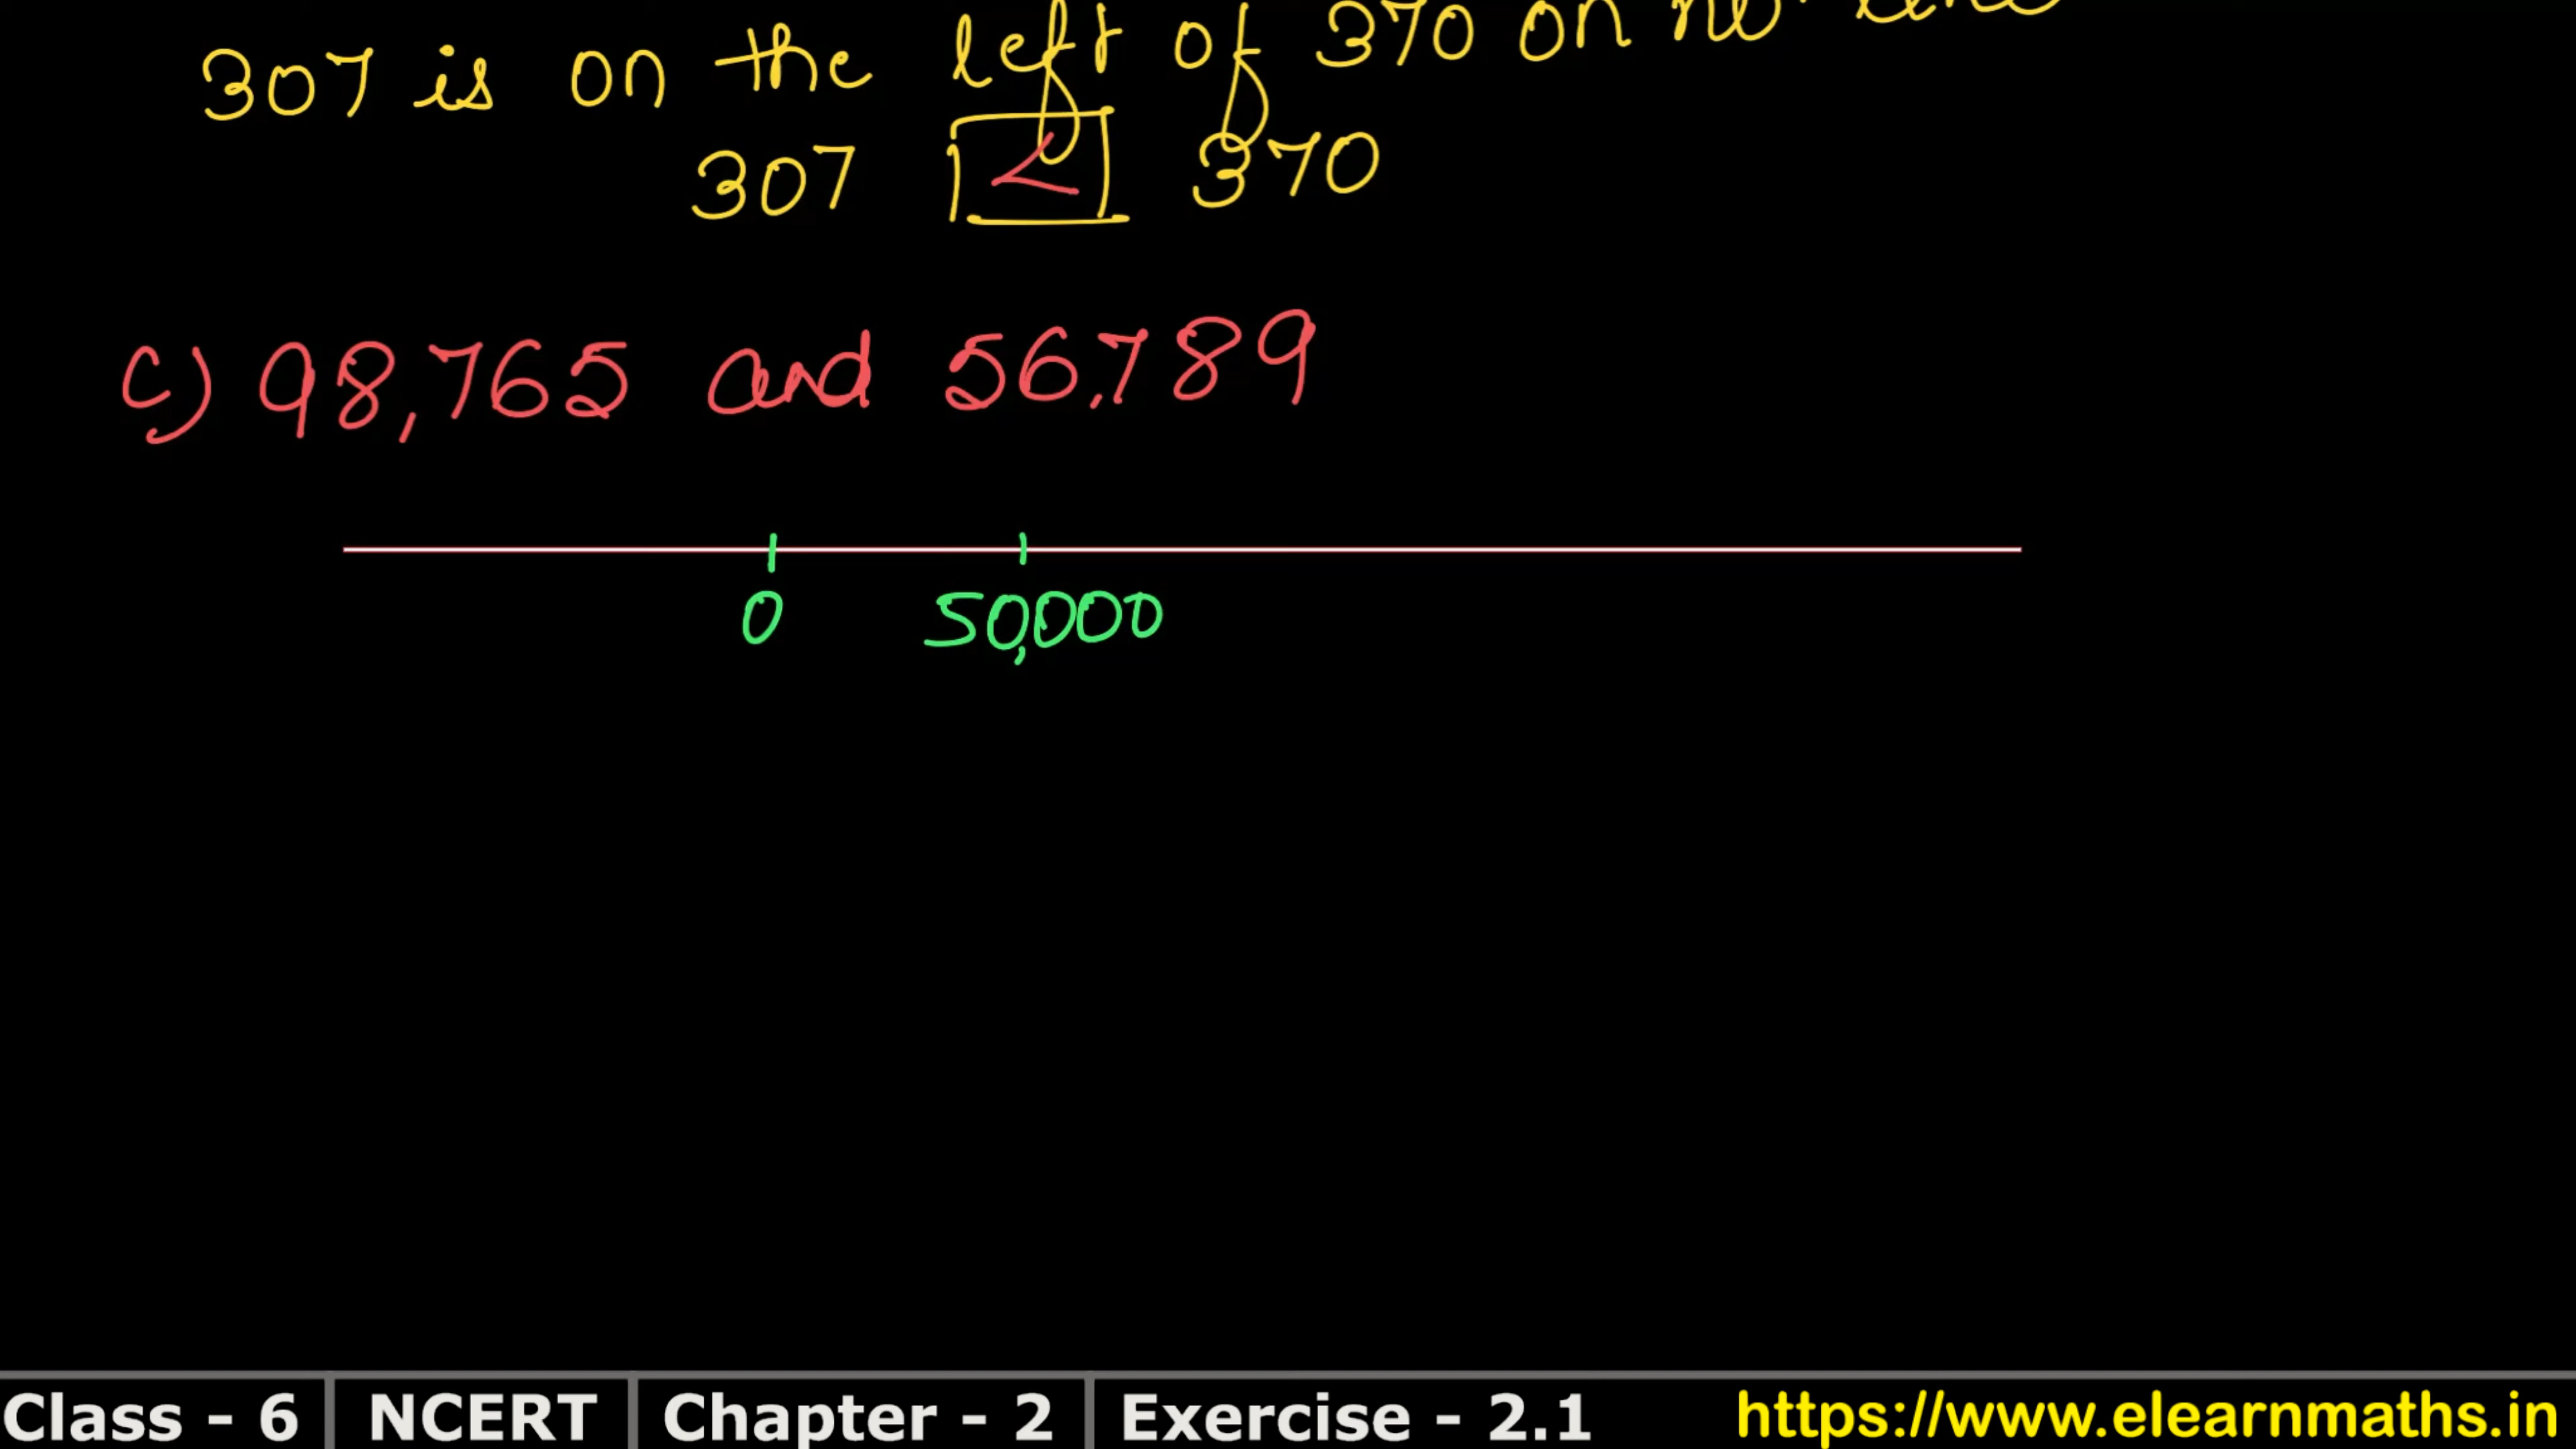 307 is on the left of 370 on no. line
307 < 370
c) 98,765 and 56,789
0 50,000
Class - 6 NCERT Chapter - 2 Exercise - 2.1 https://www.elearnmaths.in